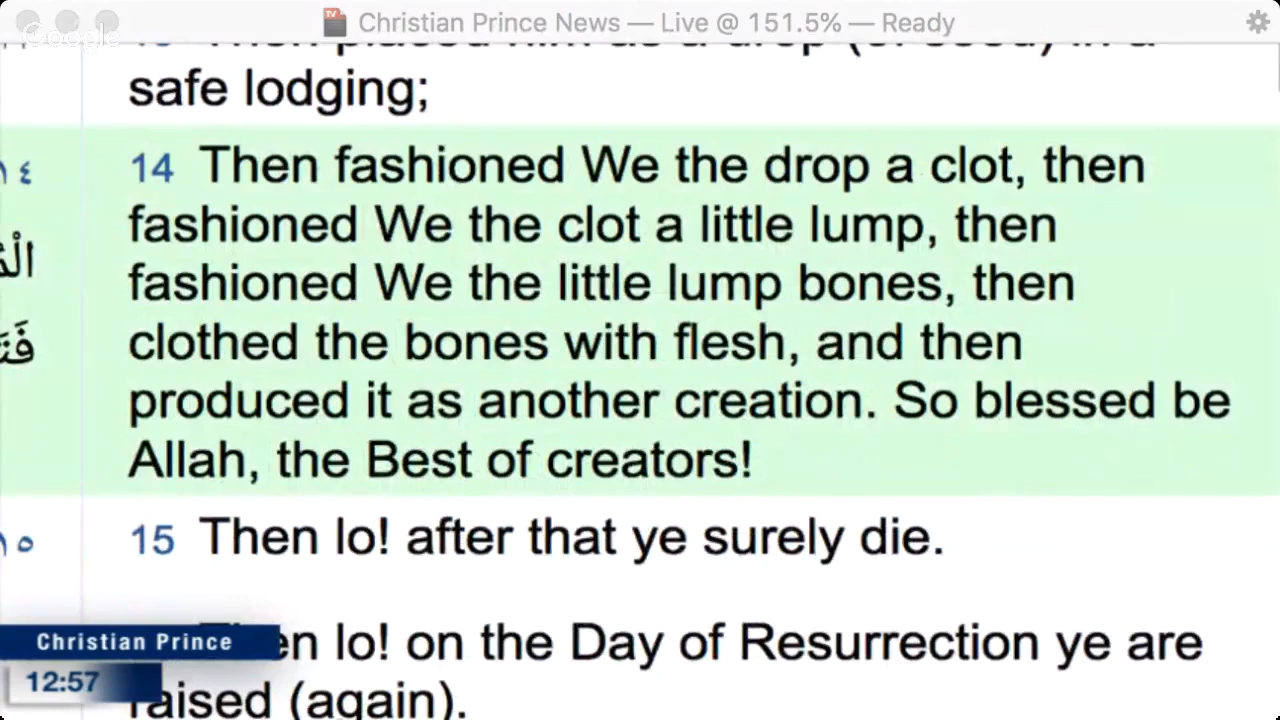 Christian Prince News — Live @ 151.5% — Ready
Google
safe lodging;
14 Then fashioned We the drop a clot, then
fashioned We the clot a little lump, then
fashioned We the little lump bones, then
clothed the bones with flesh, and then
produced it as another creation. So blessed be
Allah, the Best of creators!
15 Then lo! after that ye surely die.
lo! on the Day of Resurrection ye are
raised (again).
Christian Prince
12:57